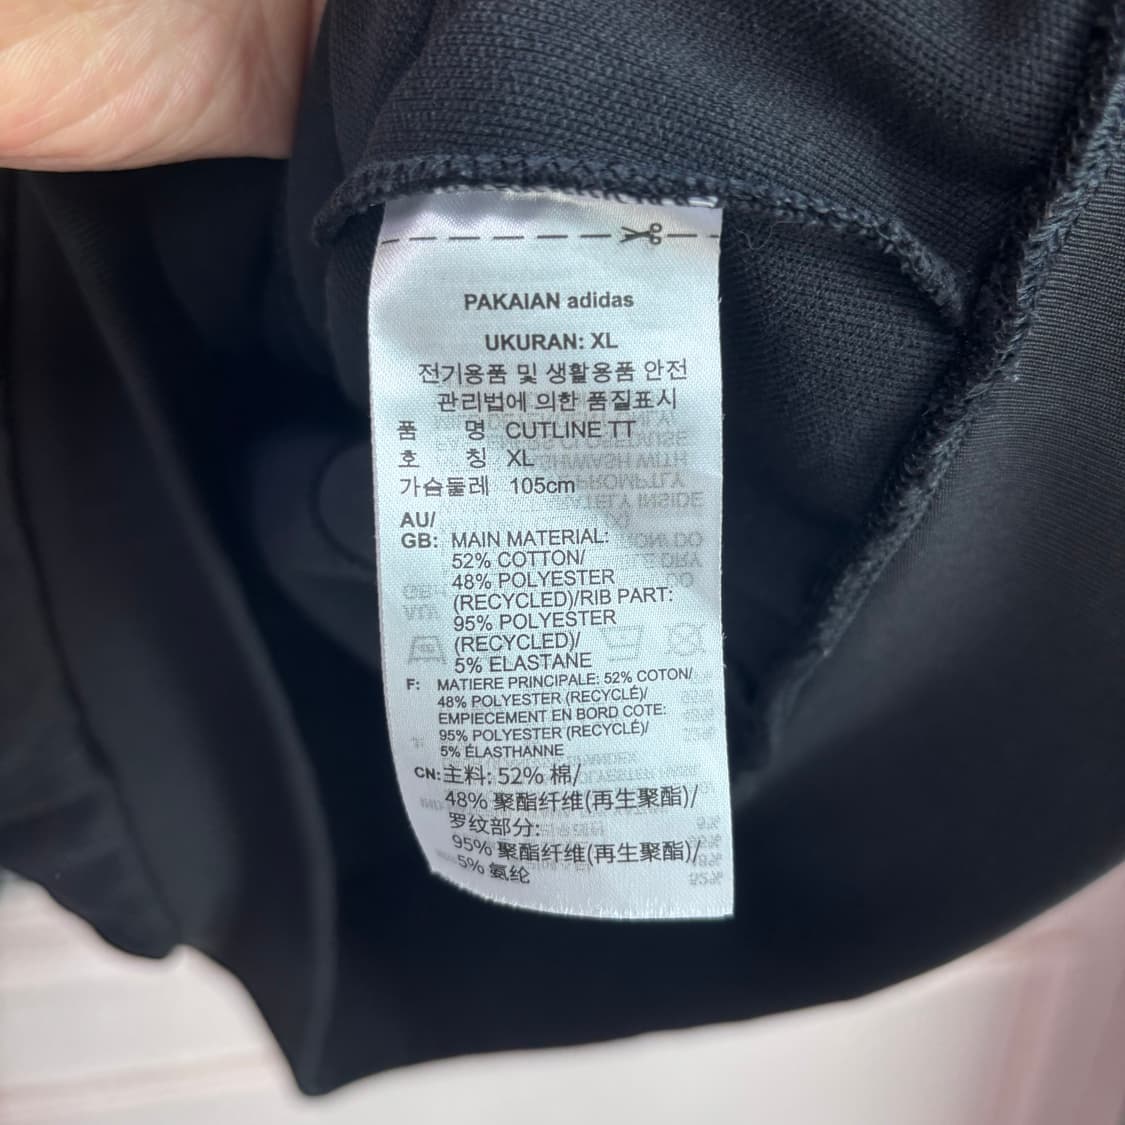 PAKAIAN adidas
UKURAN: XL
전기용품 및 생활용품 안전
관리법에 의한 품질표시
품 명 CUTLINE TT
호 칭 XL
가슴둘레 105cm
AU/
GB: MAIN MATERIAL:
52% COTTON/
48% POLYESTER
(RECYCLED)/RIB PART:
95% POLYESTER
(RECYCLED)/
5% ELASTANE
F: MATIERE PRINCIPALE: 52% COTON/
48% POLYESTER (RECYCLÉ)/
EMPIECEMENT EN BORD COTE:
95% POLYESTER (RECYCLÉ)/
5% ÉLASTHANNE
CN: 主料: 52% 棉/
48% 聚酯纤维(再生聚酯)/
罗纹部分:
95% 聚酯纤维(再生聚酯)/
5% 氨纶